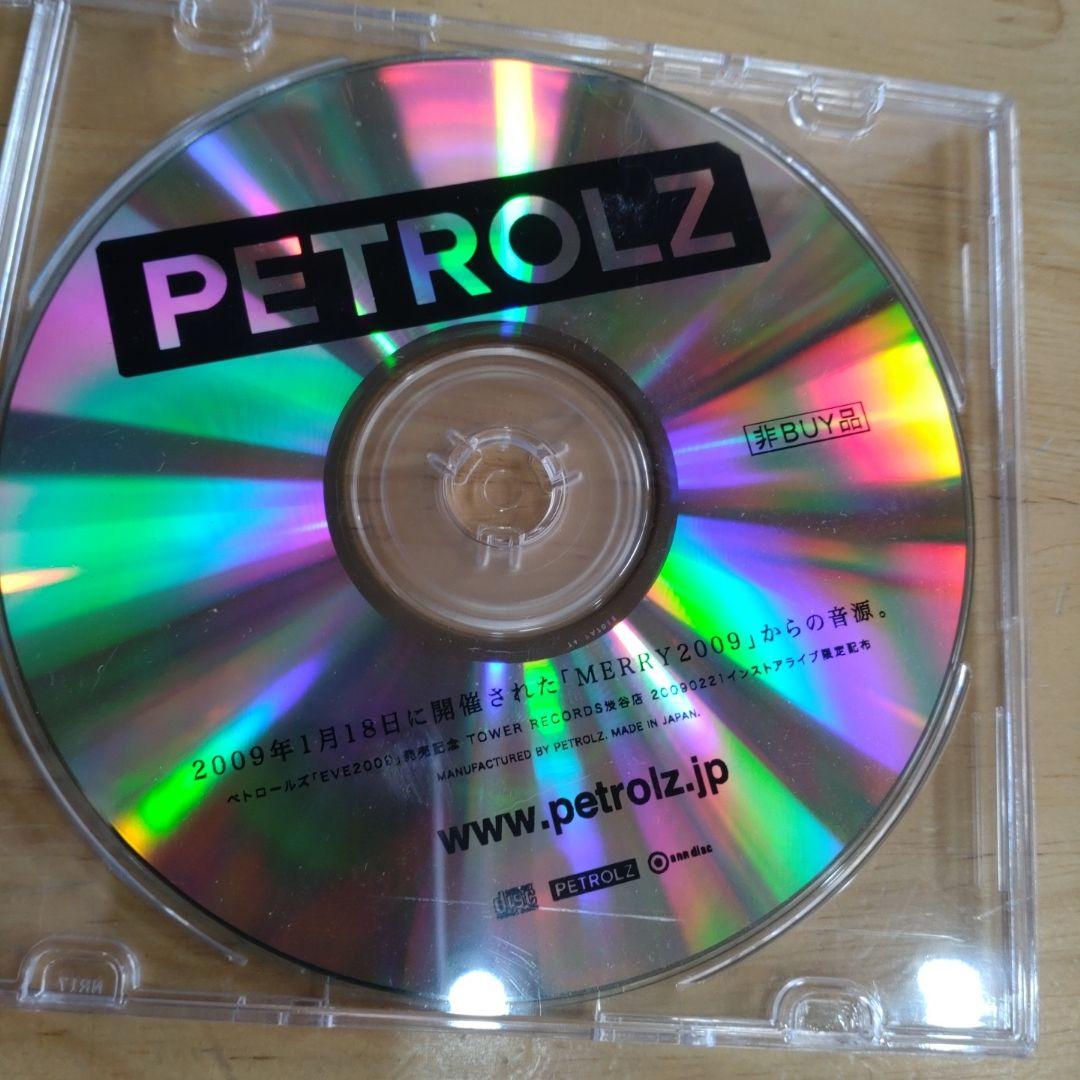 PETROLZ
非BUY品
2009年1月18日に開催された「MERRY2009」からの音源。
ペトロールズ「EVE2009」発売記念 TOWER RECORDS渋谷店 20090221インストアライブ限定配布
MANUFACTURED BY PETROLZ. MADE IN JAPAN.
www.petrolz.jp
disc PETROLZ ann disc
NR17